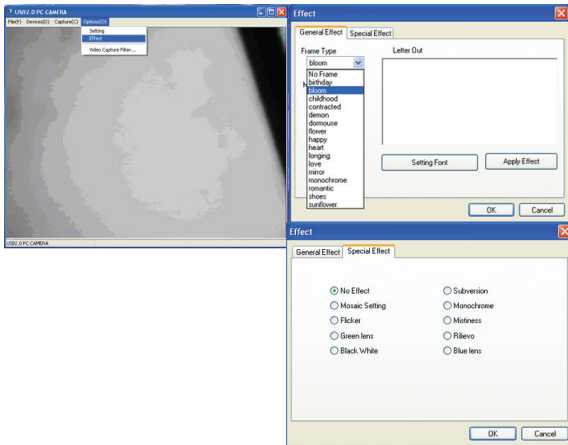 USB2.0 PC CAMERA
File(F) Devices(D) Capture(C) Options(O)
Setting
Effect
Video Capture Filter...
USB2.0 PC CAMERA
Effect
General Effect Special Effect
Frame Type Letter Out
bloom
No Frame
birthday
bloom
childhood
contracted
demon
domouse
flower
happy
heart
longing
love
mirror
monochrome
romantic
shoes
sunflower
Setting Font Apply Effect
OK Cancel
Effect
General Effect Special Effect
No Effect Subversion
Mosaic Setting Monochrome
Flicker Mistiness
Green lens Rilievo
Black White Blue lens
OK Cancel